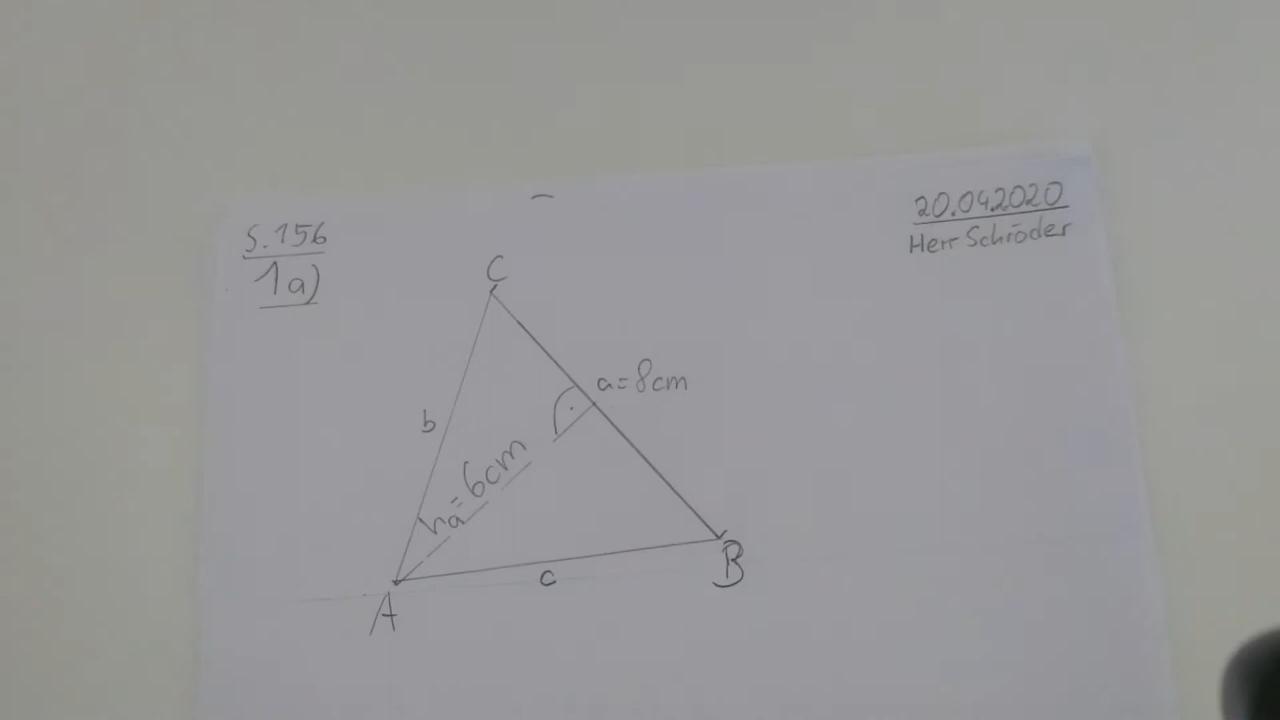 S.156
1a)
20.04.2020
Herr Schröder
C
a=8cm
b
ha=6cm
c
B
A